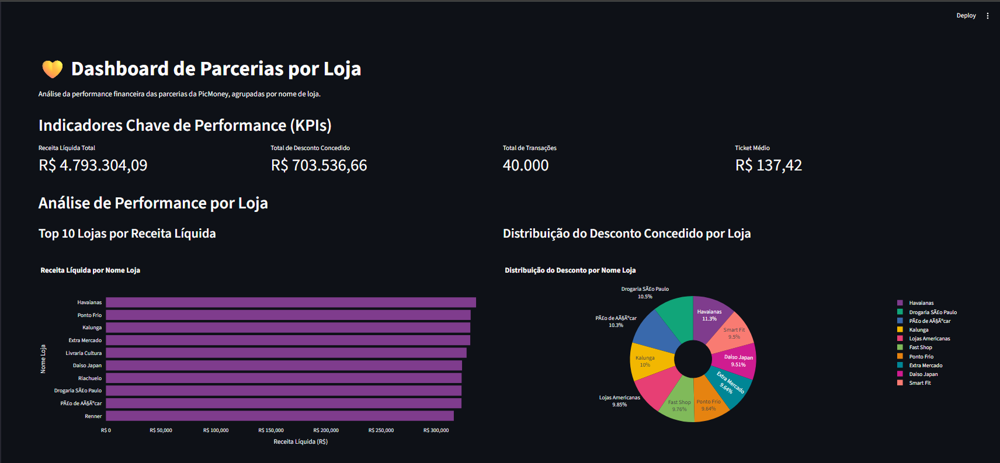 Deploy
Dashboard de Parcerias por Loja
Análise da performance financeira das parcerias da PicMoney, agrupadas por nome de loja.
Indicadores Chave de Performance (KPIs)
Receita Líquida Total
R$ 4.793.304,09
Total de Desconto Concedido
R$ 703.536,66
Total de Transações
40.000
Ticket Médio
R$ 137,42
Análise de Performance por Loja
Top 10 Lojas por Receita Líquida
Receita Líquida por Nome Loja
Nome Loja
Havaianas
Ponto Frio
Kalunga
Extra Mercado
Livraria Cultura
Daiso Japan
Riachuelo
Drogaria SÃ£o Paulo
PÃ£o de AÃ§Ãºcar
Renner
R$ 0
R$ 50,000
R$ 100,000
R$ 150,000
R$ 200,000
R$ 250,000
R$ 300,000
Receita Líquida (R$)
Distribuição do Desconto Concedido por Loja
Distribuição do Desconto por Nome Loja
Drogaria SÃ£o Paulo
10.5%
Havaianas
11.3%
PÃ£o de AÃ§Ãºcar
10.3%
Smart Fit
9.5%
Kalunga
10%
Daiso Japan
9.51%
Extra Mercado
9.64%
Lojas Americanas
9.85%
Fast Shop
9.76%
Ponto Frio
9.64%
Havaianas
Drogaria SÃ£o Paulo
PÃ£o de AÃ§Ãºcar
Kalunga
Lojas Americanas
Fast Shop
Ponto Frio
Extra Mercado
Daiso Japan
Smart Fit